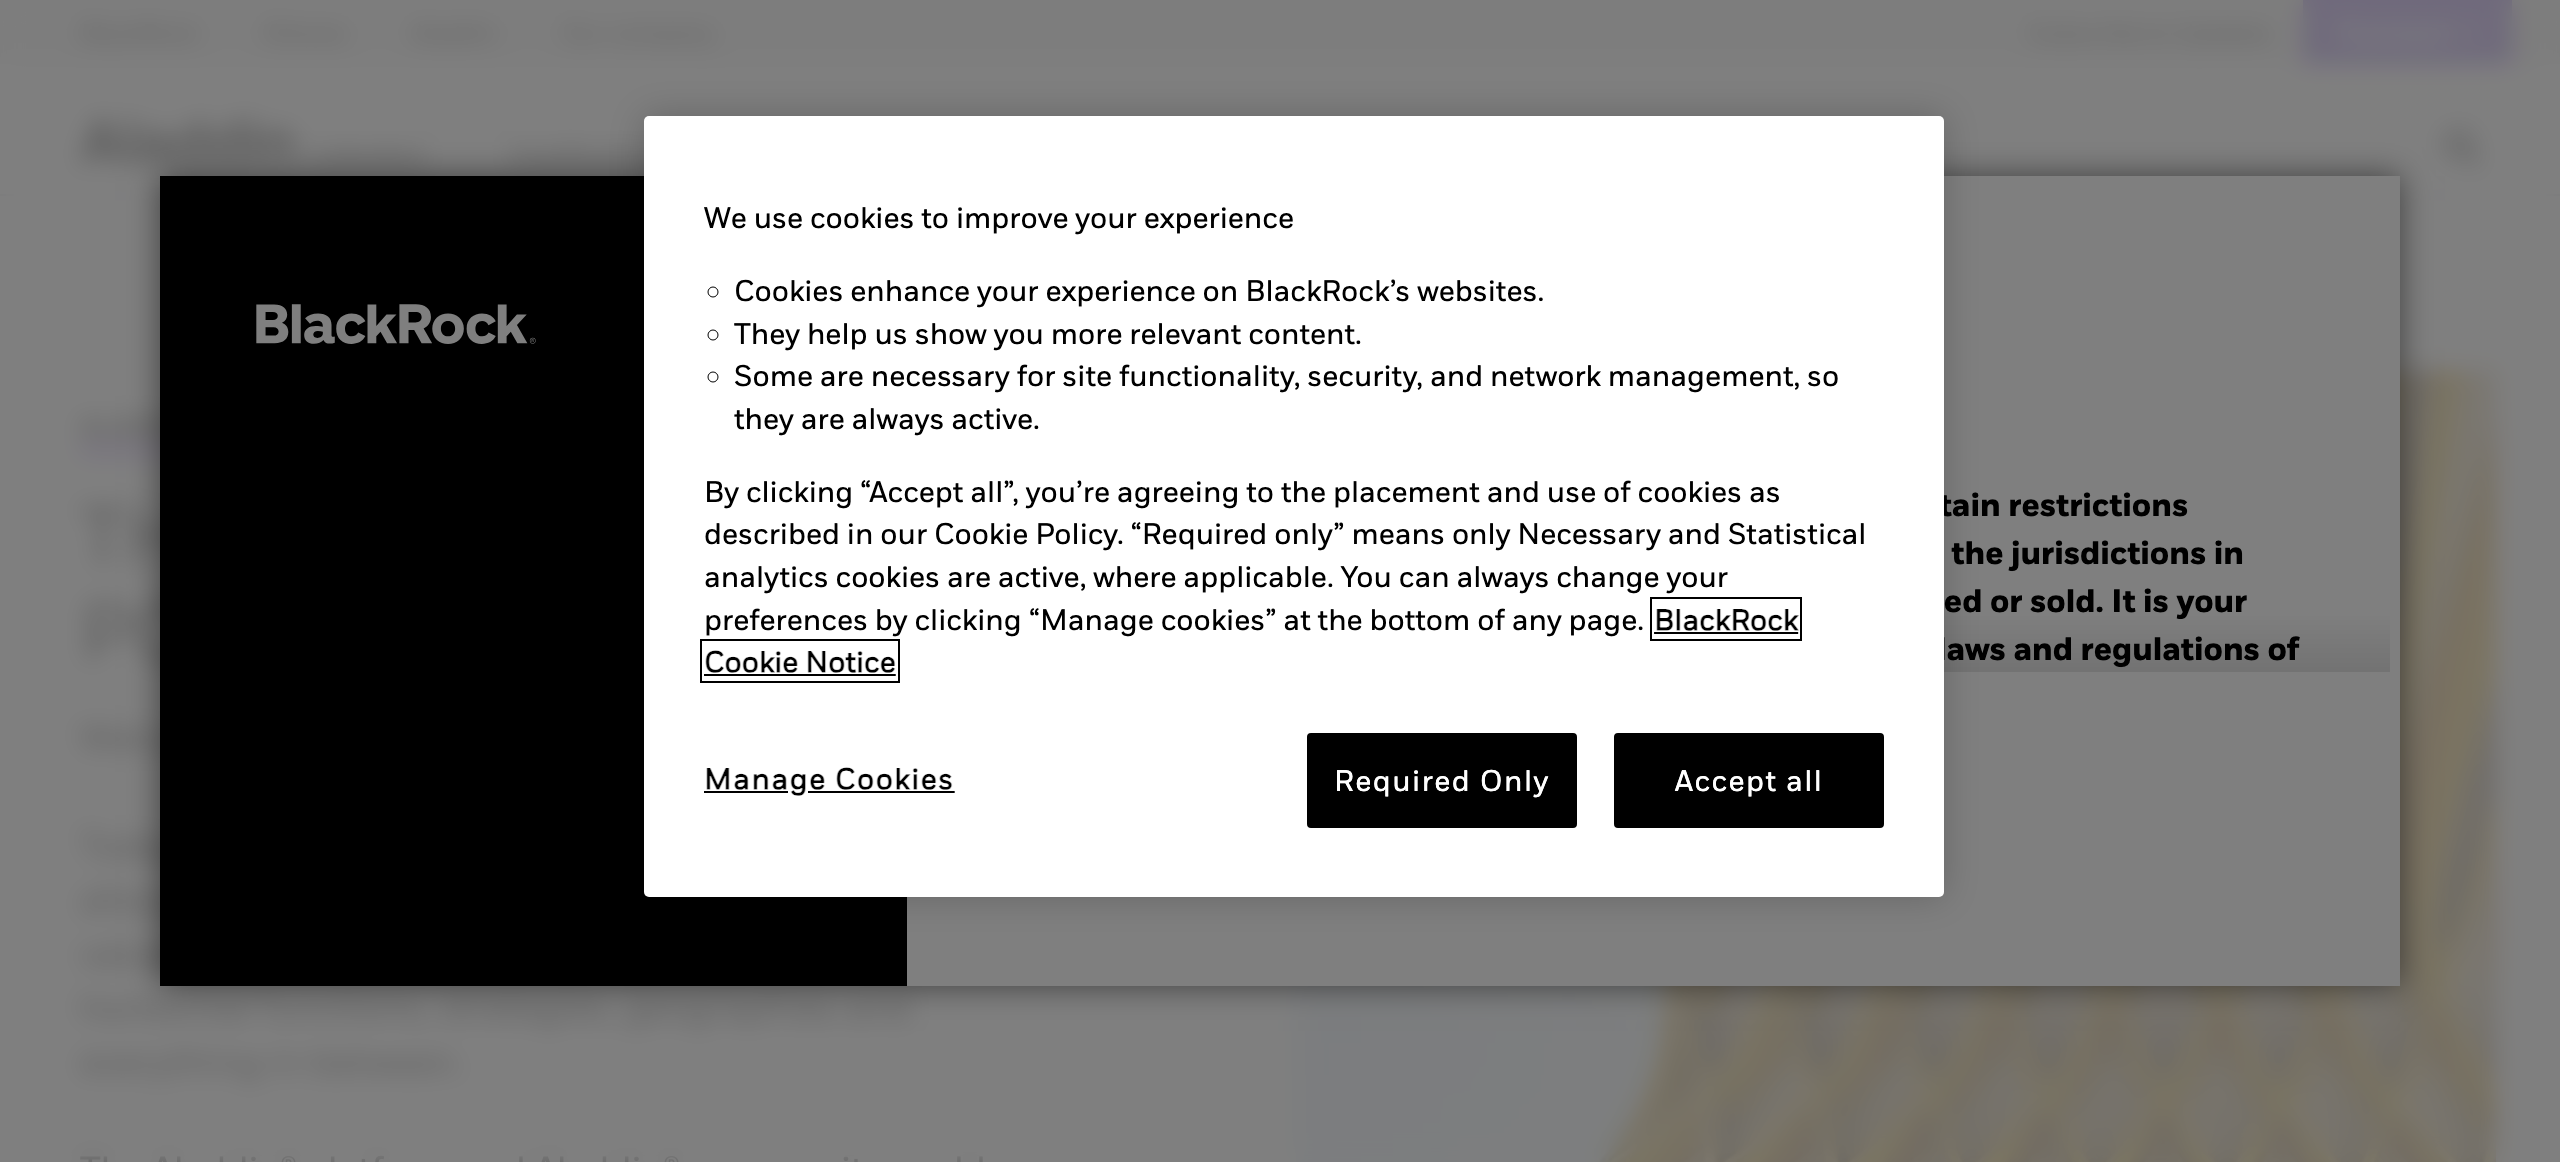 Aladdin
BlackRock®
We use cookies to improve your experience
◦ Cookies enhance your experience on BlackRock’s websites.
◦ They help us show you more relevant content.
◦ Some are necessary for site functionality, security, and network management, so
they are always active.
By clicking “Accept all”, you’re agreeing to the placement and use of cookies as
described in our Cookie Policy. “Required only” means only Necessary and Statistical
analytics cookies are active, where applicable. You can always change your
preferences by clicking “Manage cookies” at the bottom of any page. BlackRock
Cookie Notice
Manage Cookies
Required Only
Accept all
tain restrictions
the jurisdictions in
ed or sold. It is your
laws and regulations of